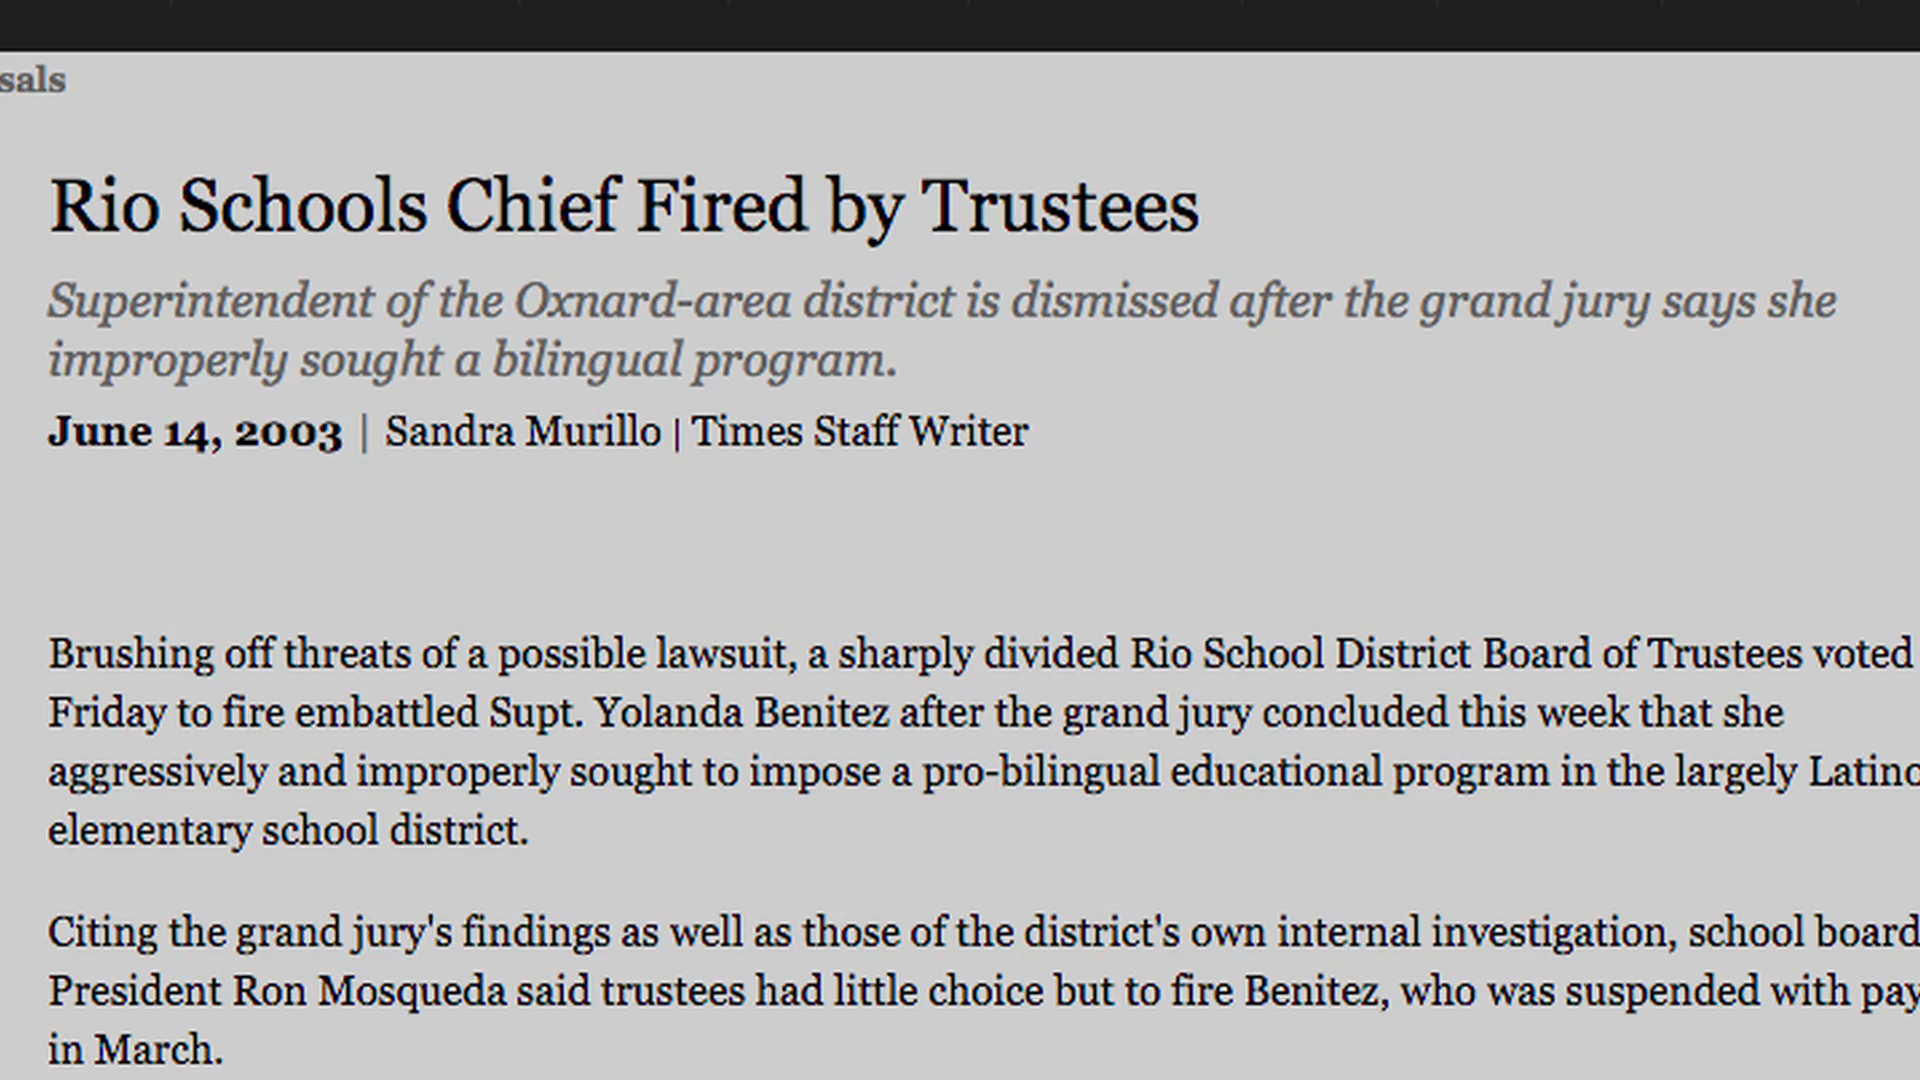 sals
Rio Schools Chief Fired by Trustees
Superintendent of the Oxnard-area district is dismissed after the grand jury says she
improperly sought a bilingual program.
June 14, 2003 | Sandra Murillo | Times Staff Writer
Brushing off threats of a possible lawsuit, a sharply divided Rio School District Board of Trustees voted
Friday to fire embattled Supt. Yolanda Benitez after the grand jury concluded this week that she
aggressively and improperly sought to impose a pro-bilingual educational program in the largely Latino
elementary school district.
Citing the grand jury's findings as well as those of the district's own internal investigation, school board
President Ron Mosqueda said trustees had little choice but to fire Benitez, who was suspended with pay
in March.